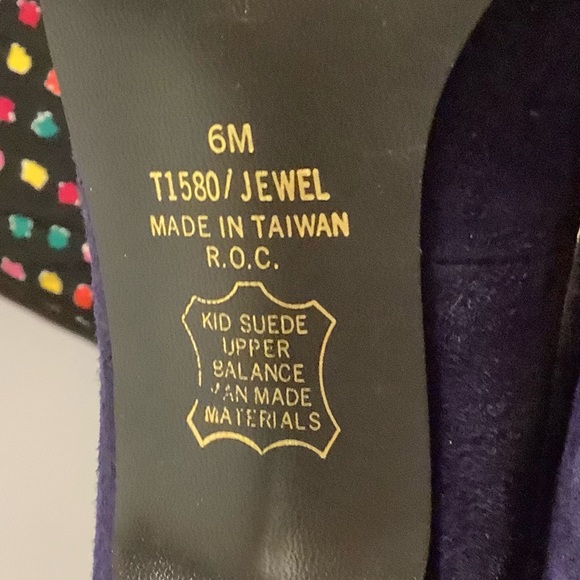 6M
T1580/JEWEL
MADE IN TAIWAN
R.O.C.
KID SUEDE
UPPER
BALANCE
MAN MADE
MATERIALS